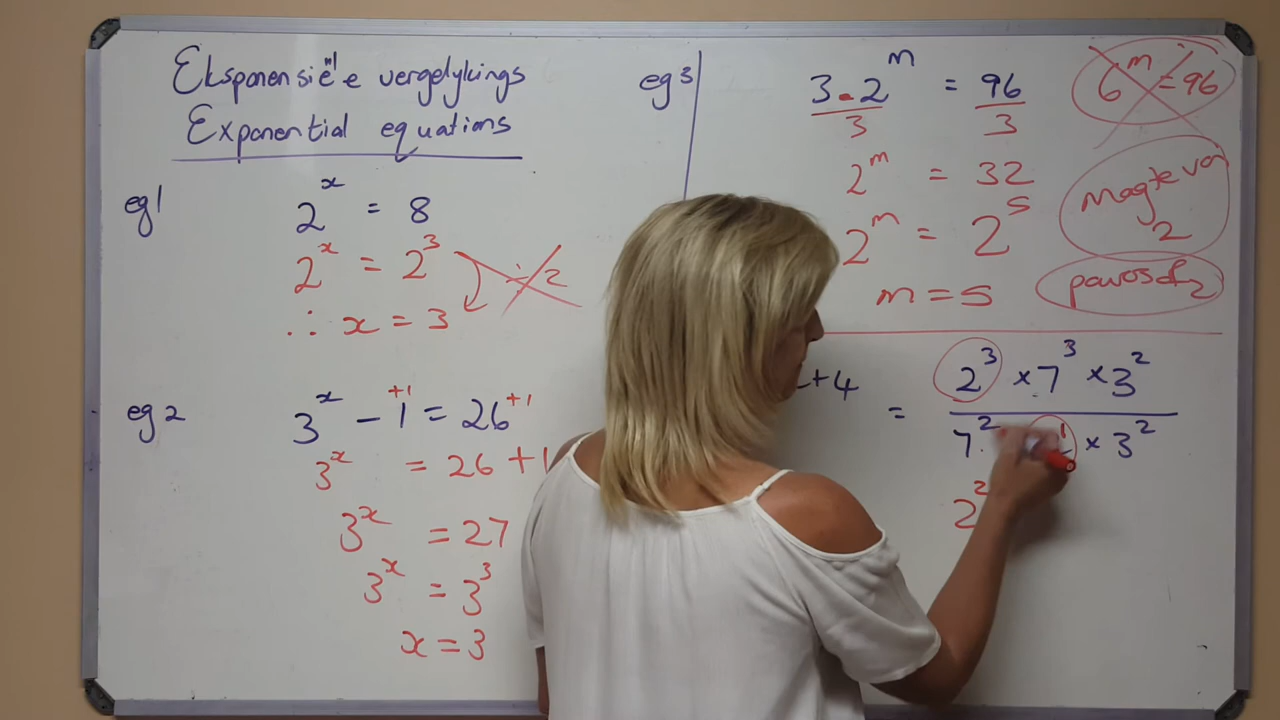 Eksponensiële vergelykings
Exponential equations
eg1
2^x = 8
2^x = 2^3
= 2
∴ x = 3
eg2
3^x - 1^+1 = 26^+1
3^x = 26 + 1
3^x = 27
3^x = 3^3
x = 3
eg3
3.2^m = 96
3 3
6^m = 96
2^m = 32
magte van
2
2^m = 2^5
m = 5
+4 = 2^3 × 7^3 × 3^2
7^2 × 3^2
2^2